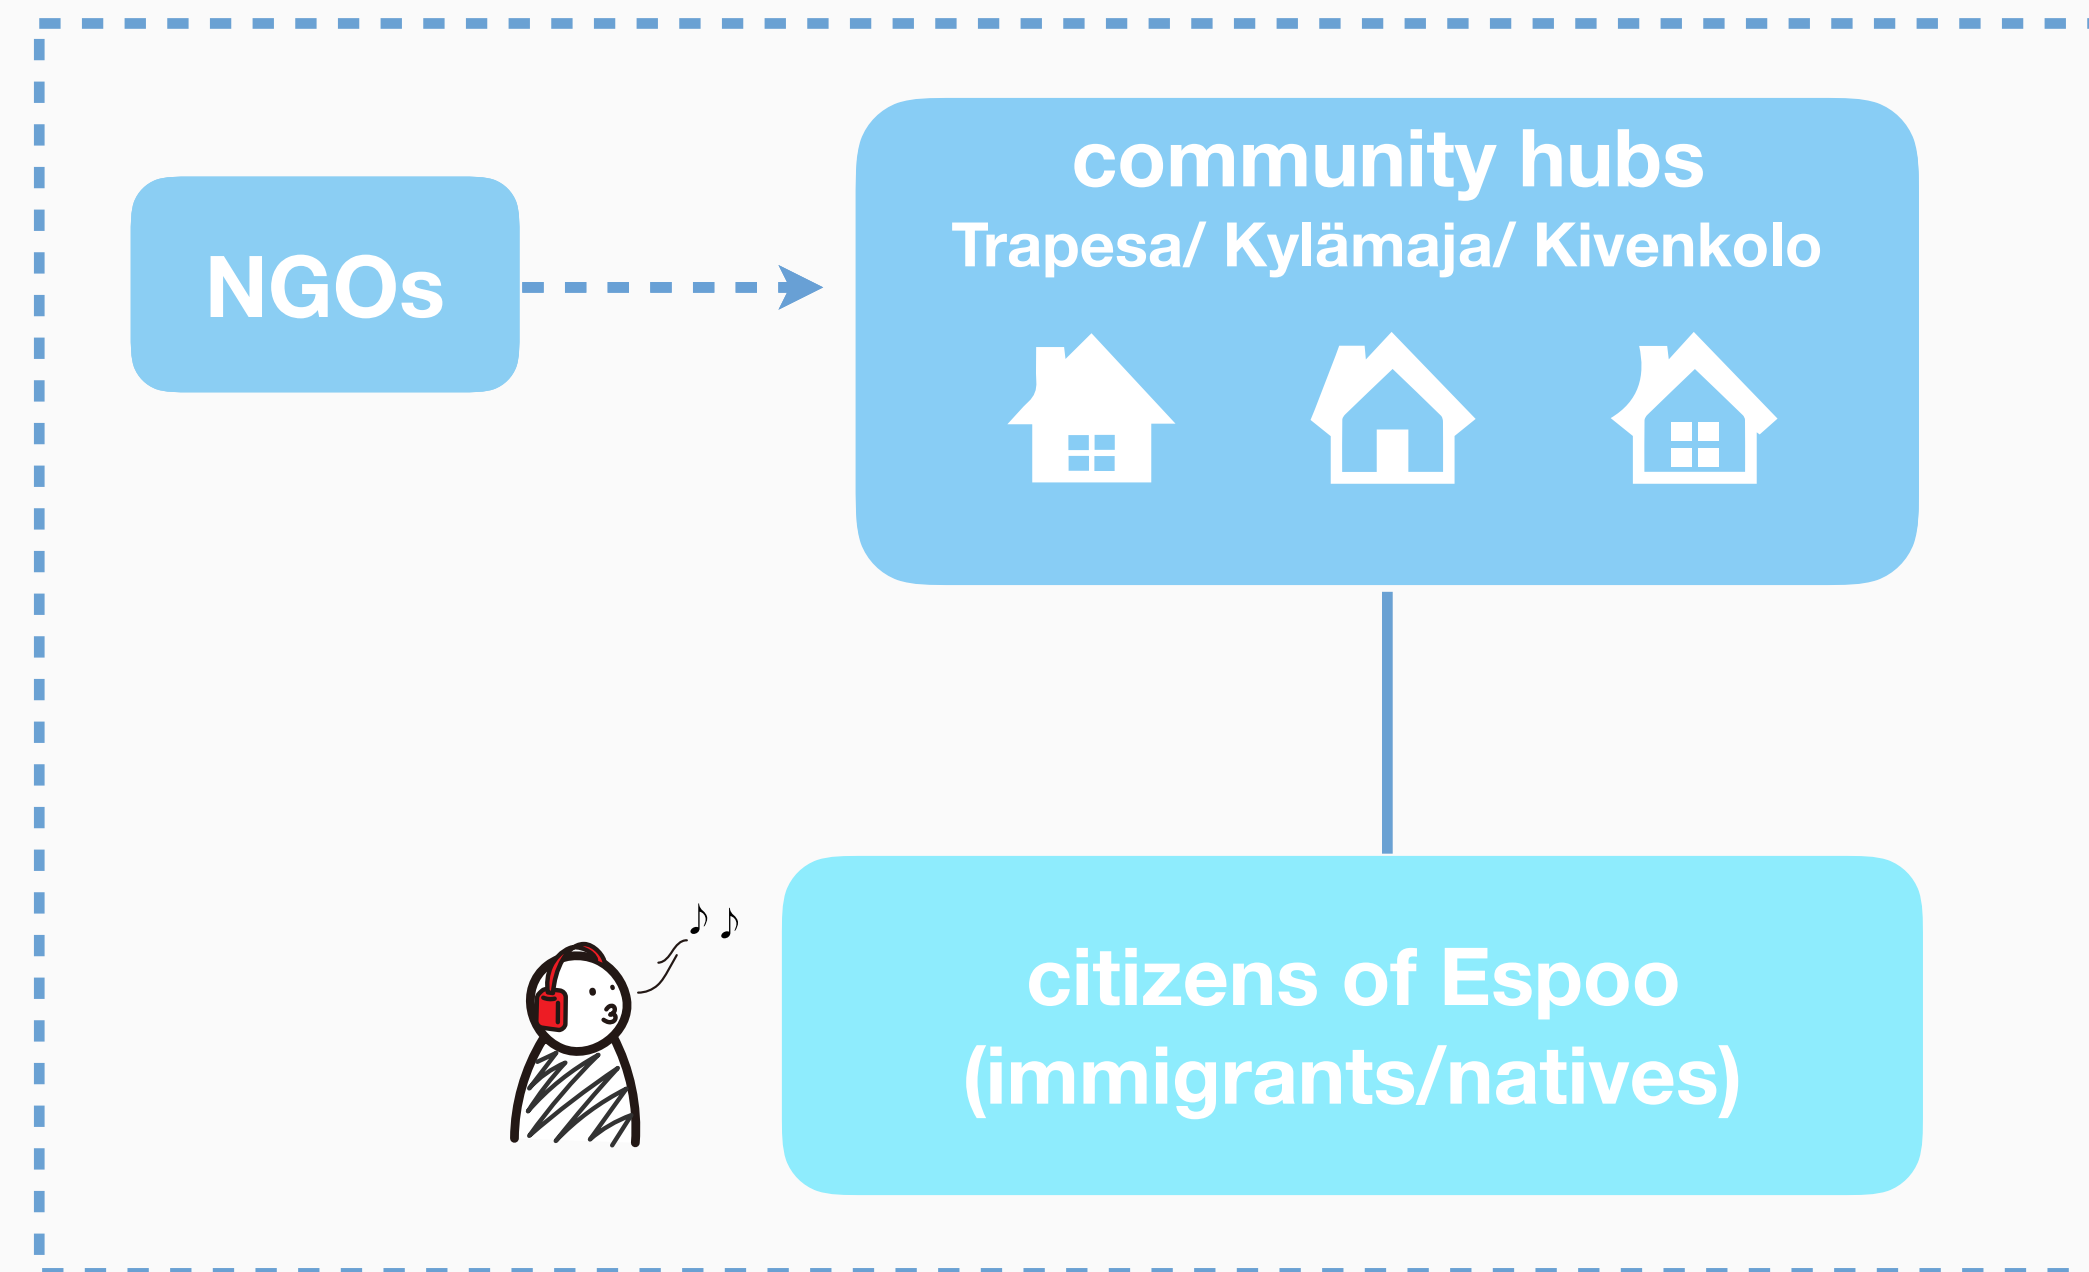 community hubs
Trapesa/ Kylämaja/ Kivenkolo
NGOs
citizens of Espoo
(immigrants/natives)